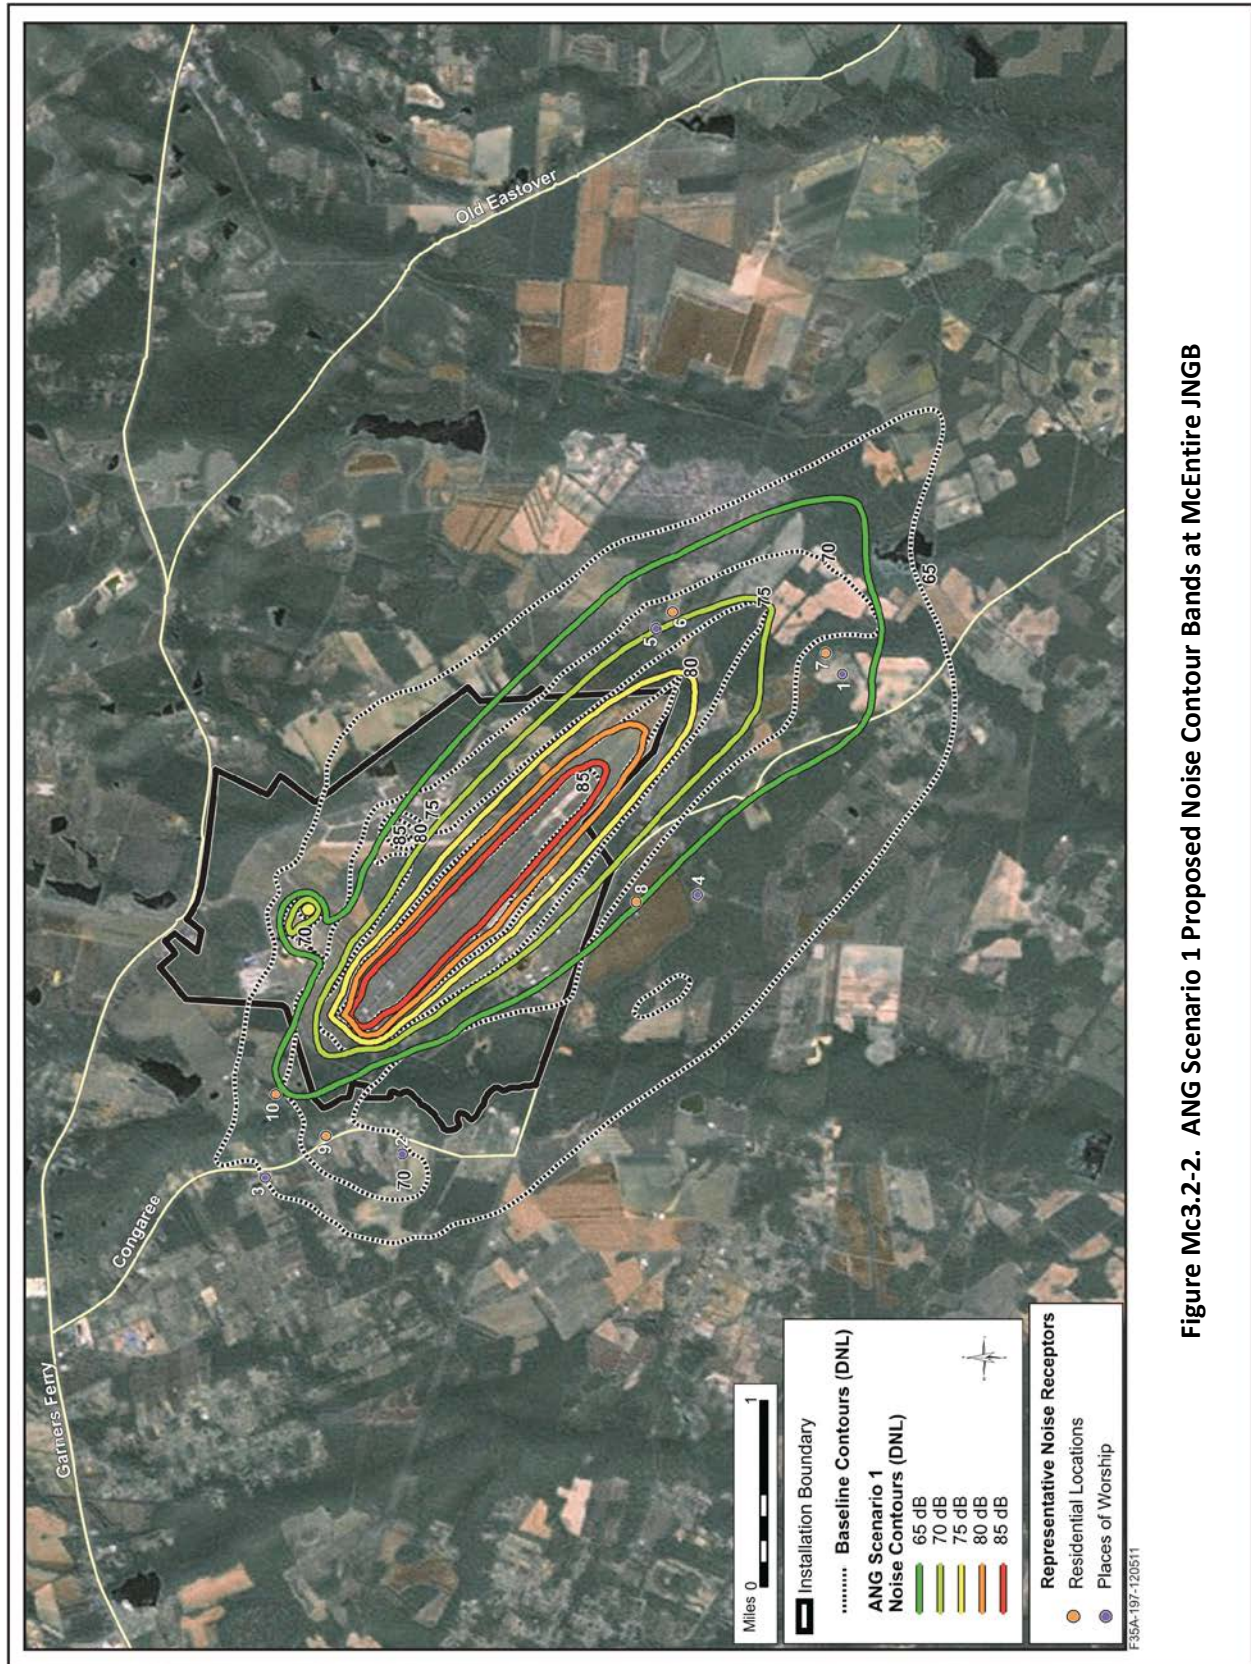 Garners Ferry
Congaree
Old Eastover
3
9
10
2
70
70
85
80
75
85
5
6
80
75
70
7
1
65
8
4
Miles 0 1
Installation Boundary
Baseline Contours (DNL)
ANG Scenario 1
Noise Contours (DNL)
65 dB
70 dB
75 dB
80 dB
85 dB
Representative Noise Receptors
Residential Locations
Places of Worship
F35A-197-120511
Figure Mc3.2-2. ANG Scenario 1 Proposed Noise Contour Bands at McEntire JNGB